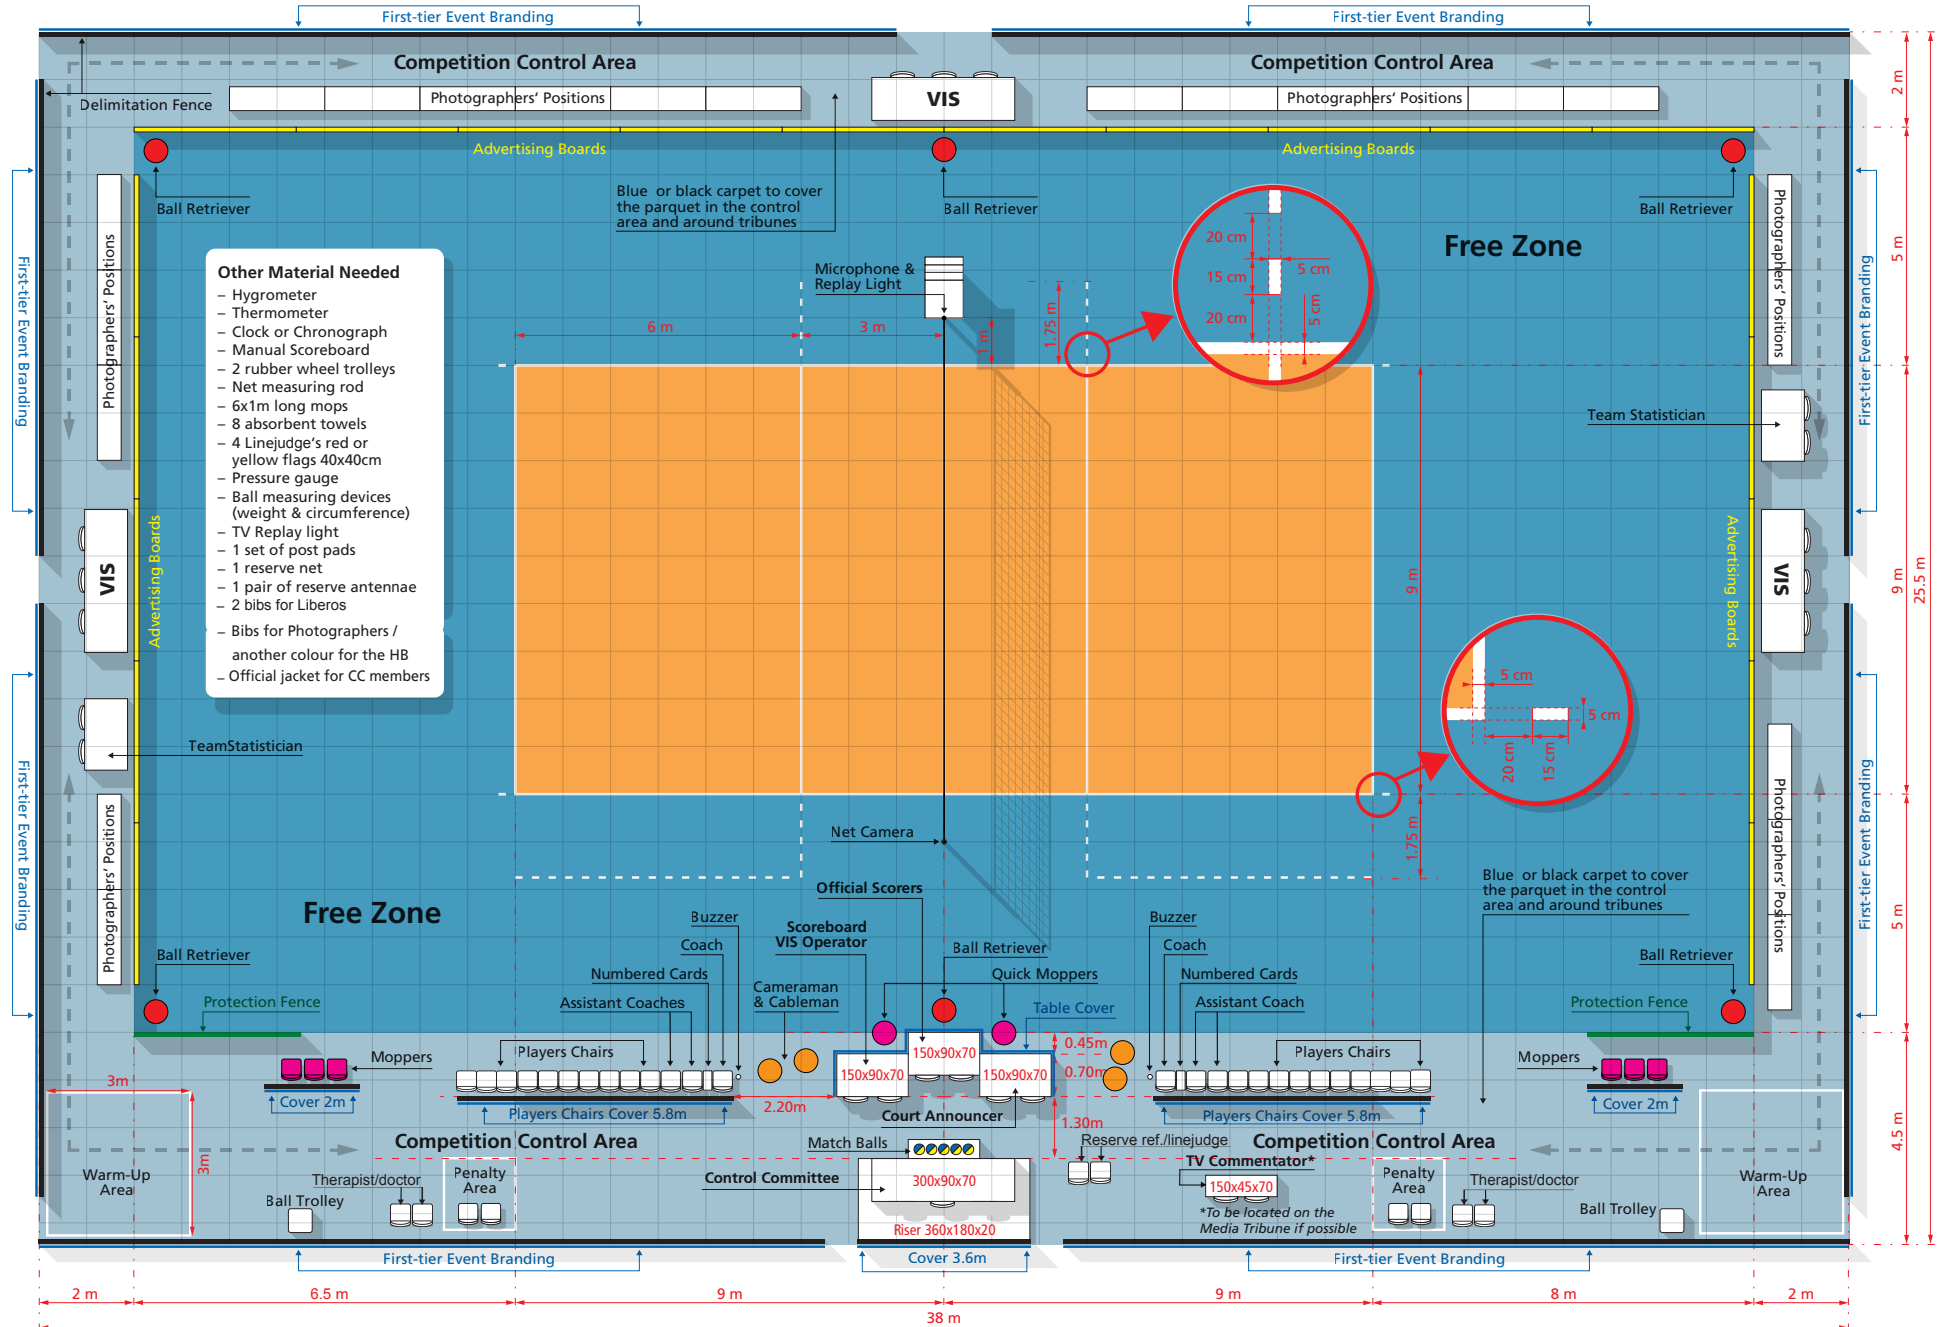 First-tier Event Branding
First-tier Event Branding
Competition Control Area
Competition Control Area
Delimitation Fence
Photographers' Positions
VIS
Photographers' Positions
2 m
Advertising Boards
Advertising Boards
Ball Retriever
Blue or black carpet to cover
the parquet in the control
area and around tribunes
Ball Retriever
Ball Retriever
Free Zone
5 m
First-tier Event Branding
Photographers' Positions
Photographers' Positions
First-tier Event Branding
Other Material Needed
– Hygrometer
– Thermometer
– Clock or Chronograph
– Manual Scoreboard
– 2 rubber wheel trolleys
– Net measuring rod
– 6x1m long mops
– 8 absorbent towels
– 4 Linejudge's red or
yellow flags 40x40cm
– Pressure gauge
– Ball measuring devices
(weight & circumference)
– TV Replay light
– 1 set of post pads
– 1 reserve net
– 1 pair of reserve antennae
– 2 bibs for Liberos
– Bibs for Photographers /
another colour for the HB
– Official jacket for CC members
Microphone &
Replay Light
6 m
3 m
1 m
1.75 m
20 cm
15 cm
5 cm
20 cm
5 cm
Team Statistician
VIS
Advertising Boards
9 m
Advertising Boards
VIS
9 m
25.5 m
5 cm
5 cm
20 cm
15 cm
TeamStatistician
First-tier Event Branding
Photographers' Positions
Net Camera
1.75 m
Photographers' Positions
First-tier Event Branding
Free Zone
Official Scorers
Blue or black carpet to cover
the parquet in the control
area and around tribunes
5 m
Buzzer
Scoreboard
VIS Operator
Buzzer
Ball Retriever
Coach
Ball Retriever
Coach
Ball Retriever
Numbered Cards
Cameraman
& Cableman
Quick Moppers
Numbered Cards
Protection Fence
Assistant Coaches
Table Cover
Assistant Coach
Protection Fence
Moppers
Players Chairs
150x90x70
0.45m
Players Chairs
Moppers
150x90x70
150x90x70
0.70m
3m
Cover 2m
Players Chairs Cover 5.8m
2.20m
Court Announcer
1.30m
Players Chairs Cover 5.8m
Cover 2m
Competition Control Area
Match Balls
Reserve ref./linejudge
Competition Control Area
4.5 m
3m
Warm-Up
Area
Therapist/doctor
Penalty
Area
Control Committee
300x90x70
TV Commentator*
150x45x70
Penalty
Area
Therapist/doctor
Warm-Up
Area
Ball Trolley
*To be located on the
Media Tribune if possible
Ball Trolley
Riser 360x180x20
First-tier Event Branding
Cover 3.6m
First-tier Event Branding
2 m
6.5 m
9 m
9 m
8 m
2 m
38 m